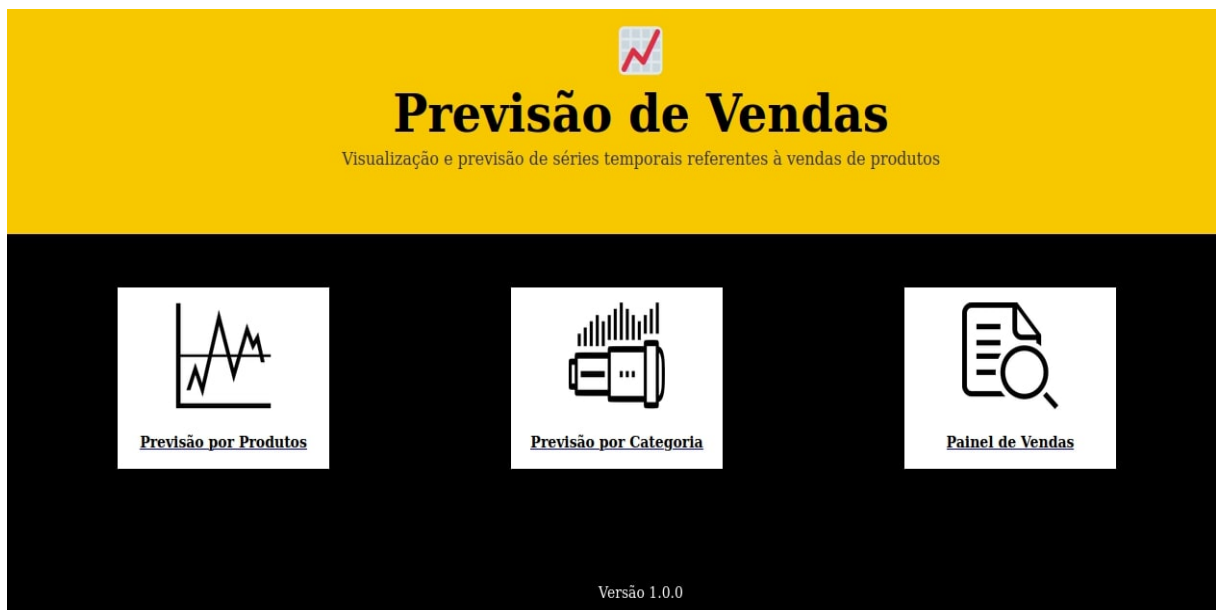 Previsão de Vendas
Visualização e previsão de séries temporais referentes à vendas de produtos
Previsão por Produtos
Previsão por Categoria
Painel de Vendas
Versão 1.0.0